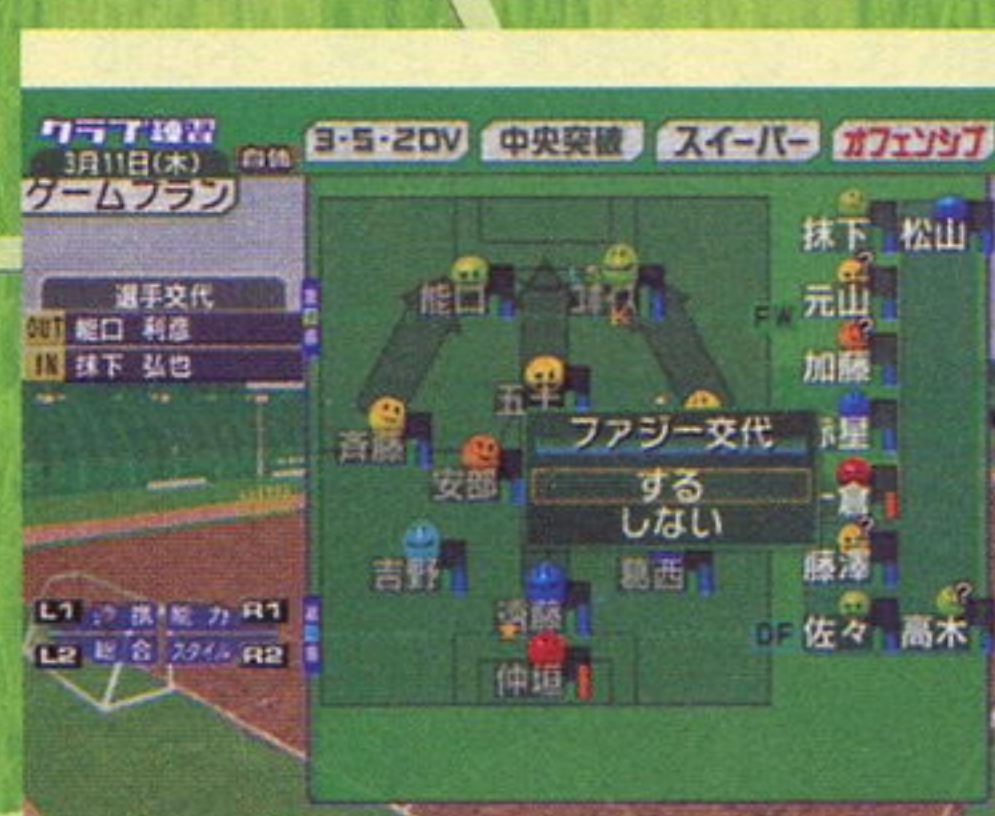 クラブ練習
3月11日(木)
ゲームプラン
3-5-2DV 中央突破 スイーパー オフェンシブ
選手交代
OUT 能口 利彦
IN 抹下 弘也
能口
K
五十
斉藤
安部
吉野
葛西
須藤
仲垣
ファジー交代
する
しない
FW
抹下 松山
元山
加藤
星
倉
藤澤
DF 佐々 高木
L1 連携 能力 R1
L2 総合 スタイル R2